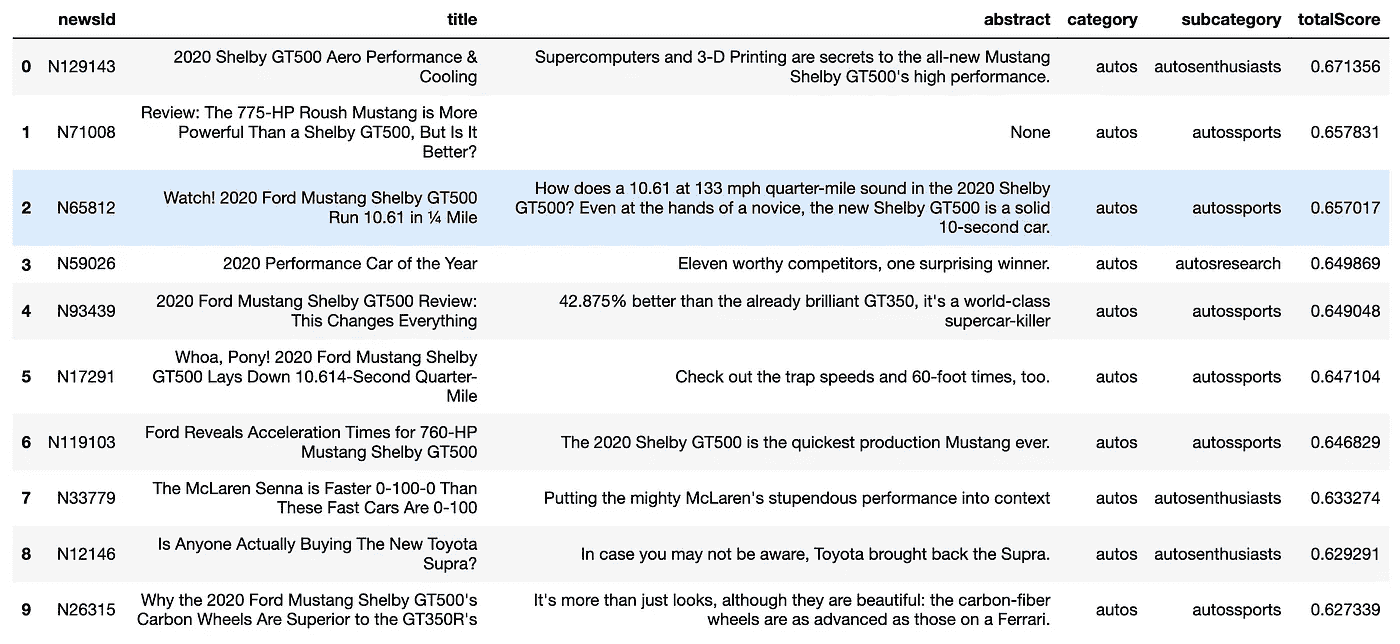 newsId title abstract category subcategory totalScore
0 N129143 2020 Shelby GT500 Aero Performance & Cooling Supercomputers and 3-D Printing are secrets to the all-new Mustang Shelby GT500's high performance. autos autosenthusiasts 0.671356
1 N71008 Review: The 775-HP Roush Mustang is More Powerful Than a Shelby GT500, But Is It Better? None autos autossports 0.657831
2 N65812 Watch! 2020 Ford Mustang Shelby GT500 Run 10.61 in ¼ Mile How does a 10.61 at 133 mph quarter-mile sound in the 2020 Shelby GT500? Even at the hands of a novice, the new Shelby GT500 is a solid 10-second car. autos autossports 0.657017
3 N59026 2020 Performance Car of the Year Eleven worthy competitors, one surprising winner. autos autosresearch 0.649869
4 N93439 2020 Ford Mustang Shelby GT500 Review: This Changes Everything 42.875% better than the already brilliant GT350, it's a world-class supercar-killer autos autossports 0.649048
5 N17291 Whoa, Pony! 2020 Ford Mustang Shelby GT500 Lays Down 10.614-Second Quarter-Mile Check out the trap speeds and 60-foot times, too. autos autossports 0.647104
6 N119103 Ford Reveals Acceleration Times for 760-HP Mustang Shelby GT500 The 2020 Shelby GT500 is the quickest production Mustang ever. autos autossports 0.646829
7 N33779 The McLaren Senna is Faster 0-100-0 Than These Fast Cars Are 0-100 Putting the mighty McLaren's stupendous performance into context autos autosenthusiasts 0.633274
8 N12146 Is Anyone Actually Buying The New Toyota Supra? In case you may not be aware, Toyota brought back the Supra. autos autosenthusiasts 0.629291
9 N26315 Why the 2020 Ford Mustang Shelby GT500's Carbon Wheels Are Superior to the GT350R's It's more than just looks, although they are beautiful: the carbon-fiber wheels are as advanced as those on a Ferrari. autos autossports 0.627339